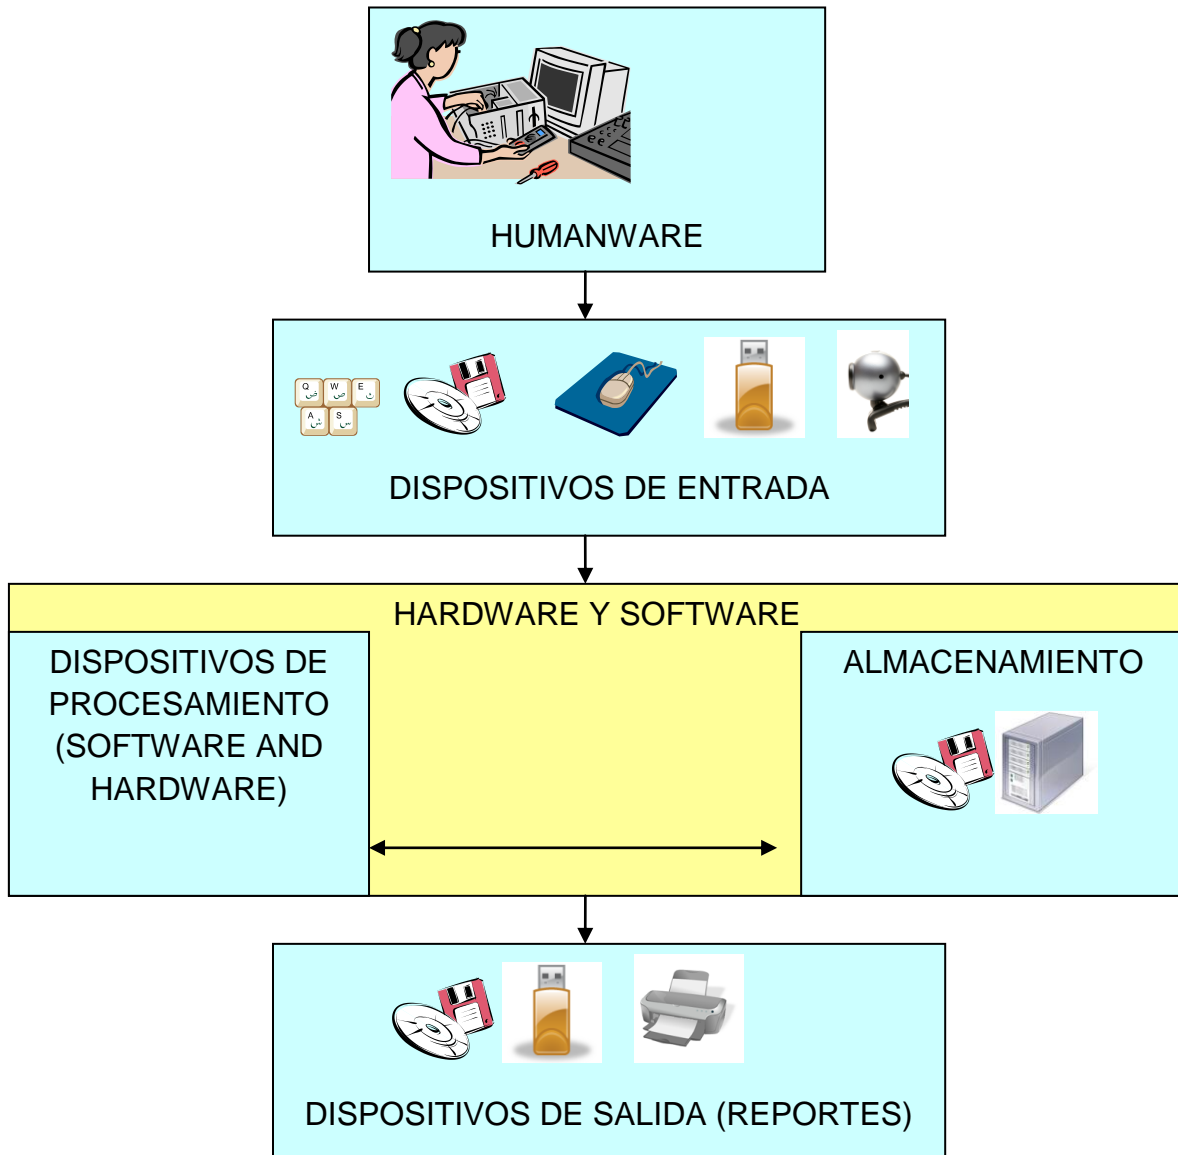 HUMANWARE
Q ض W ص E ث
A ش S س
DISPOSITIVOS DE ENTRADA
HARDWARE Y SOFTWARE
DISPOSITIVOS DE
PROCESAMIENTO
(SOFTWARE AND
HARDWARE)
ALMACENAMIENTO
DISPOSITIVOS DE SALIDA (REPORTES)